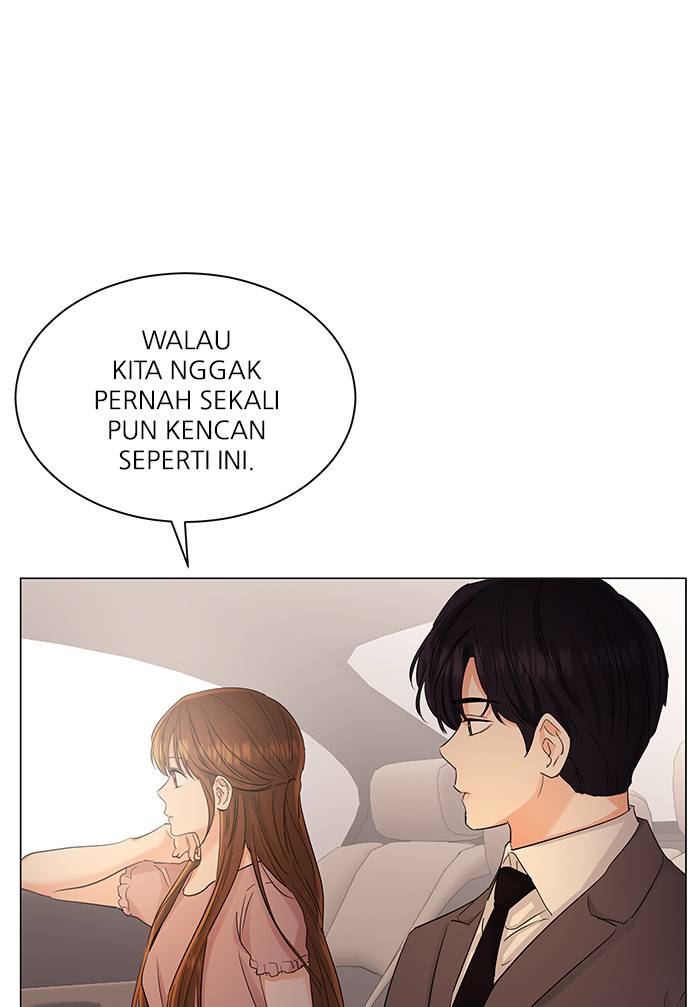 WALAU
KITA NGGAK
PERNAH SEKALI
PUN KENCAN
SEPERTI INI.